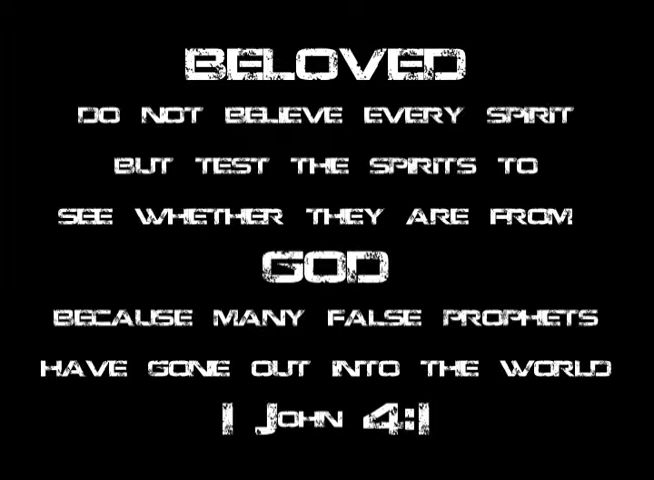 BELOVED
DO NOT BELIEVE EVERY SPIRIT
BUT TEST THE SPIRITS TO
SEE WHETHER THEY ARE FROM
GOD
BECAUSE MANY FALSE PROPHETS
HAVE GONE OUT INTO THE WORLD
1 John 4:1